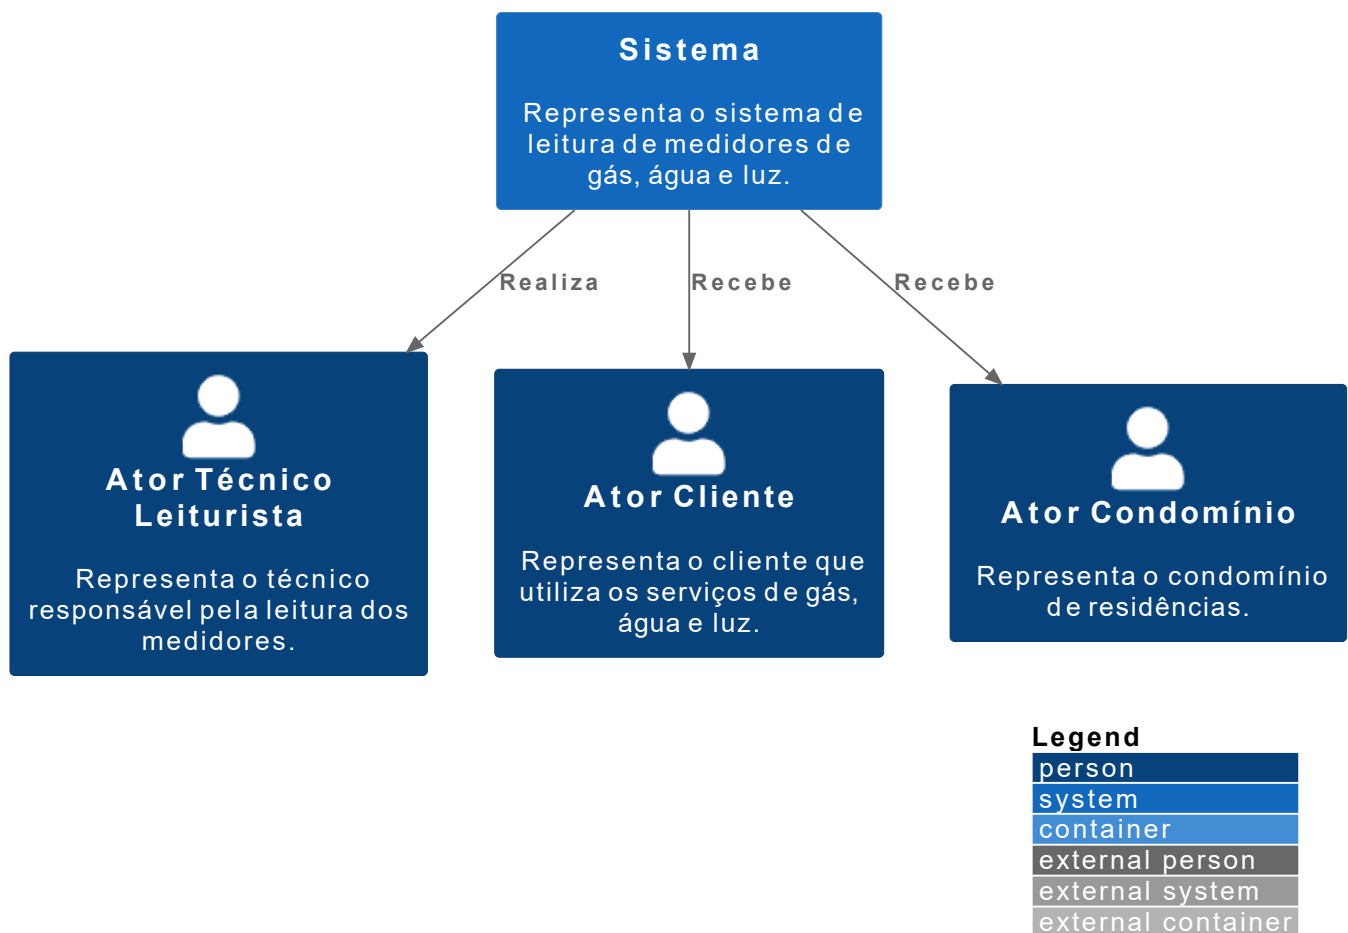 Sistema
Representa o sistema de
leitura de medidores de
gás, água e luz.
Realiza
Recebe
Recebe
Ator Técnico
Leiturista
Representa o técnico
responsável pela leitura dos
medidores.
Ator Cliente
Representa o cliente que
utiliza os serviços de gás,
água e luz.
Ator Condomínio
Representa o condomínio
de residências.
Legend
person
system
container
external person
external system
external container